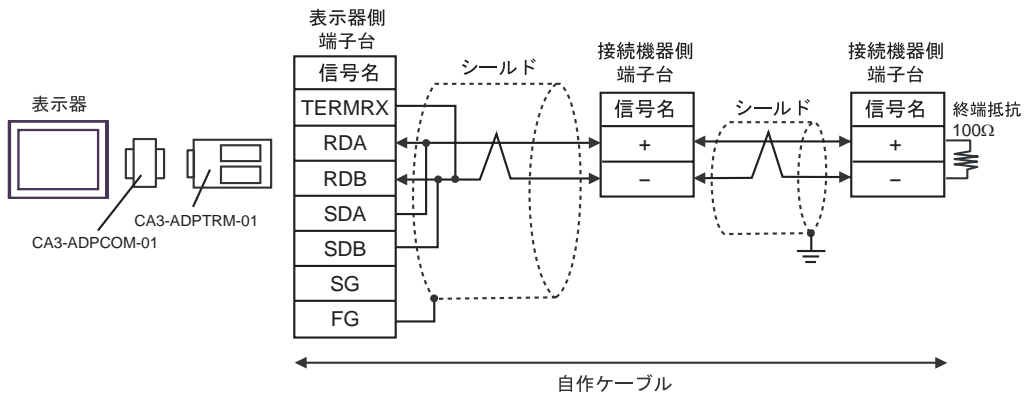 表示器
CA3-ADPCOM-01
CA3-ADPTRM-01
表示器側
端子台
信号名
TERMRX
RDA
RDB
SDA
SDB
SG
FG
シールド
接続機器側
端子台
信号名
+
−
シールド
接続機器側
端子台
信号名
+
−
終端抵抗
100Ω
自作ケーブル